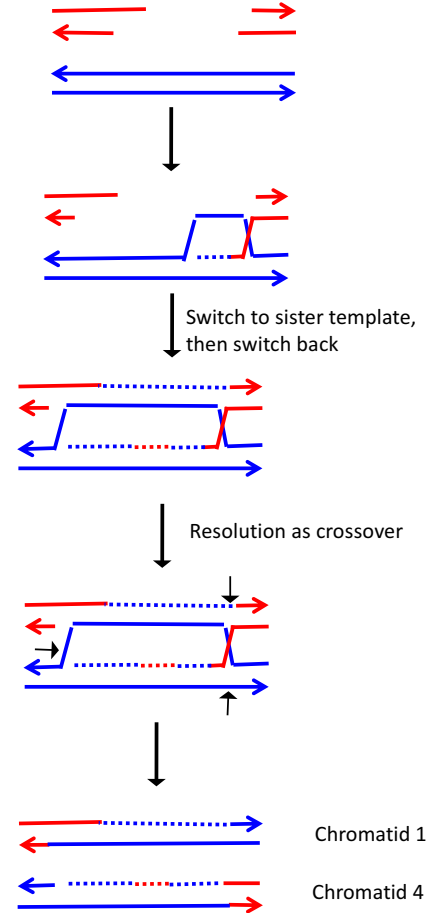 Switch to sister template,
then switch back
Resolution as crossover
Chromatid 1
Chromatid 4